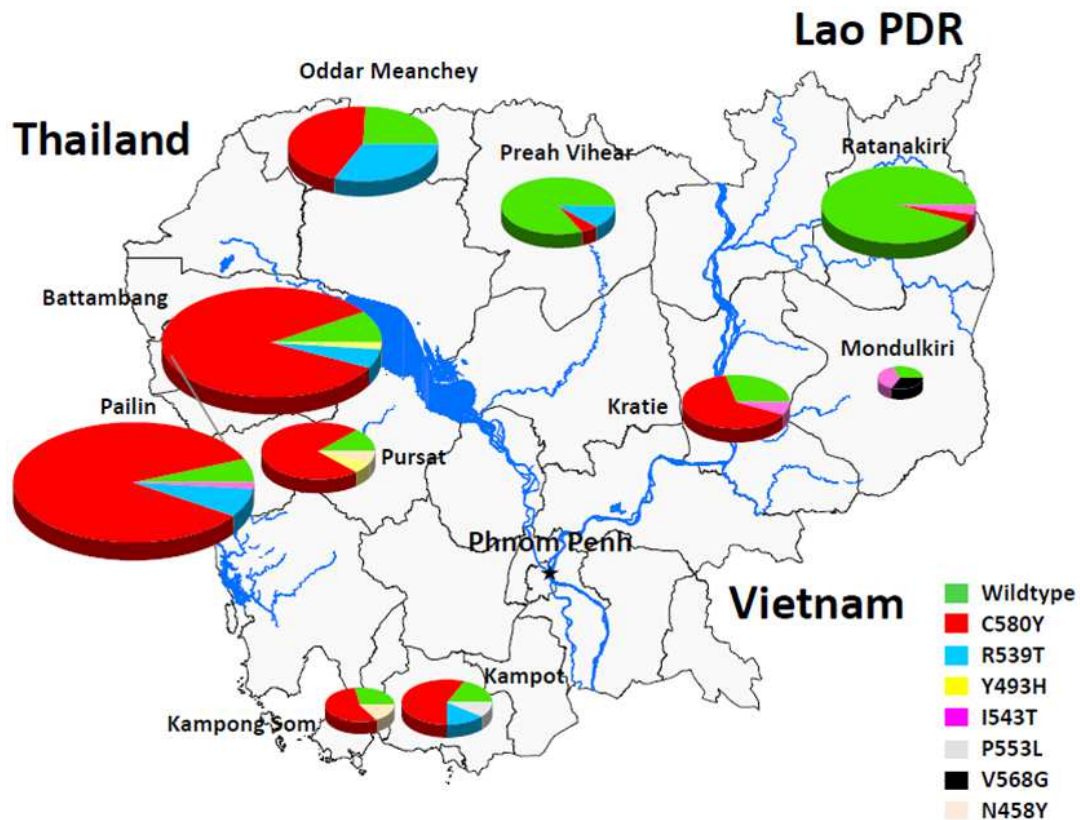 Lao PDR
Oddar Meanchey
Thailand
Preah Vihear
Ratanakiri
Battambang
Mondulkiri
Pailin
Kratie
Pursat
Phnom Penh
Vietnam
Kampot
Kampong Som
Wildtype
C580Y
R539T
Y493H
I543T
P553L
V568G
N458Y